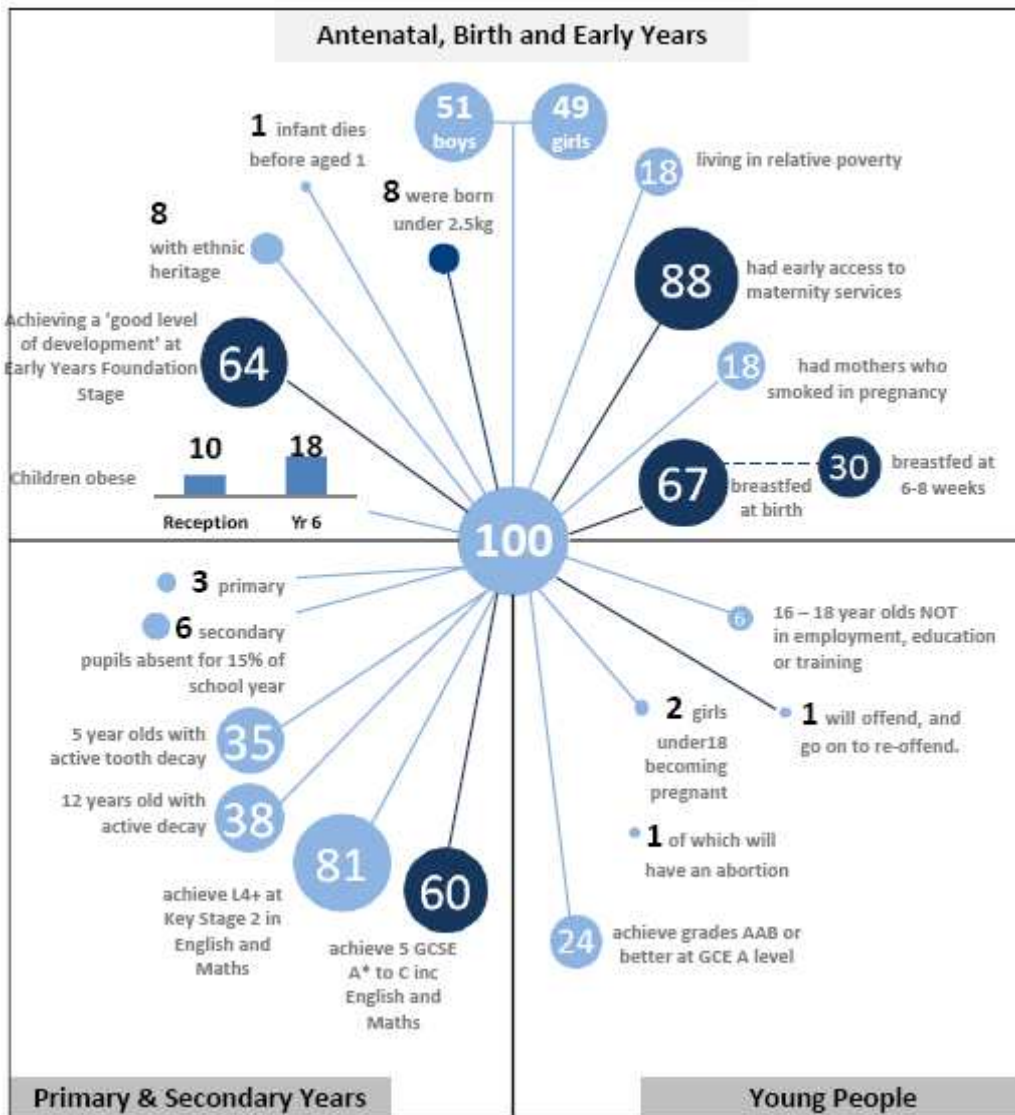 Antenatal, Birth and Early Years
51
boys
49
girls
1 infant dies
before aged 1
8 were born
under 2.5kg
18
living in relative poverty
8
with ethnic
heritage
88
had early access to
maternity services
Achieving a 'good level
of development' at
Early Years Foundation
Stage
64
18
had mothers who
smoked in pregnancy
Children obese
10
18
Reception
Yr 6
67
breastfed
at birth
30
breastfed at
6-8 weeks
100
3 primary
6 secondary
pupils absent for 15% of
school year
5 year olds with
active tooth decay
35
12 years old with
active decay
38
81
achieve L4+ at
Key Stage 2 in
English and
Maths
60
achieve 5 GCSE
A* to C inc
English and
Maths
6
16 – 18 year olds NOT
in employment, education
or training
2 girls
under18
becoming
pregnant
1 will offend, and
go on to re-offend.
1 of which will
have an abortion
24
achieve grades AAB or
better at GCE A level
Primary & Secondary Years
Young People